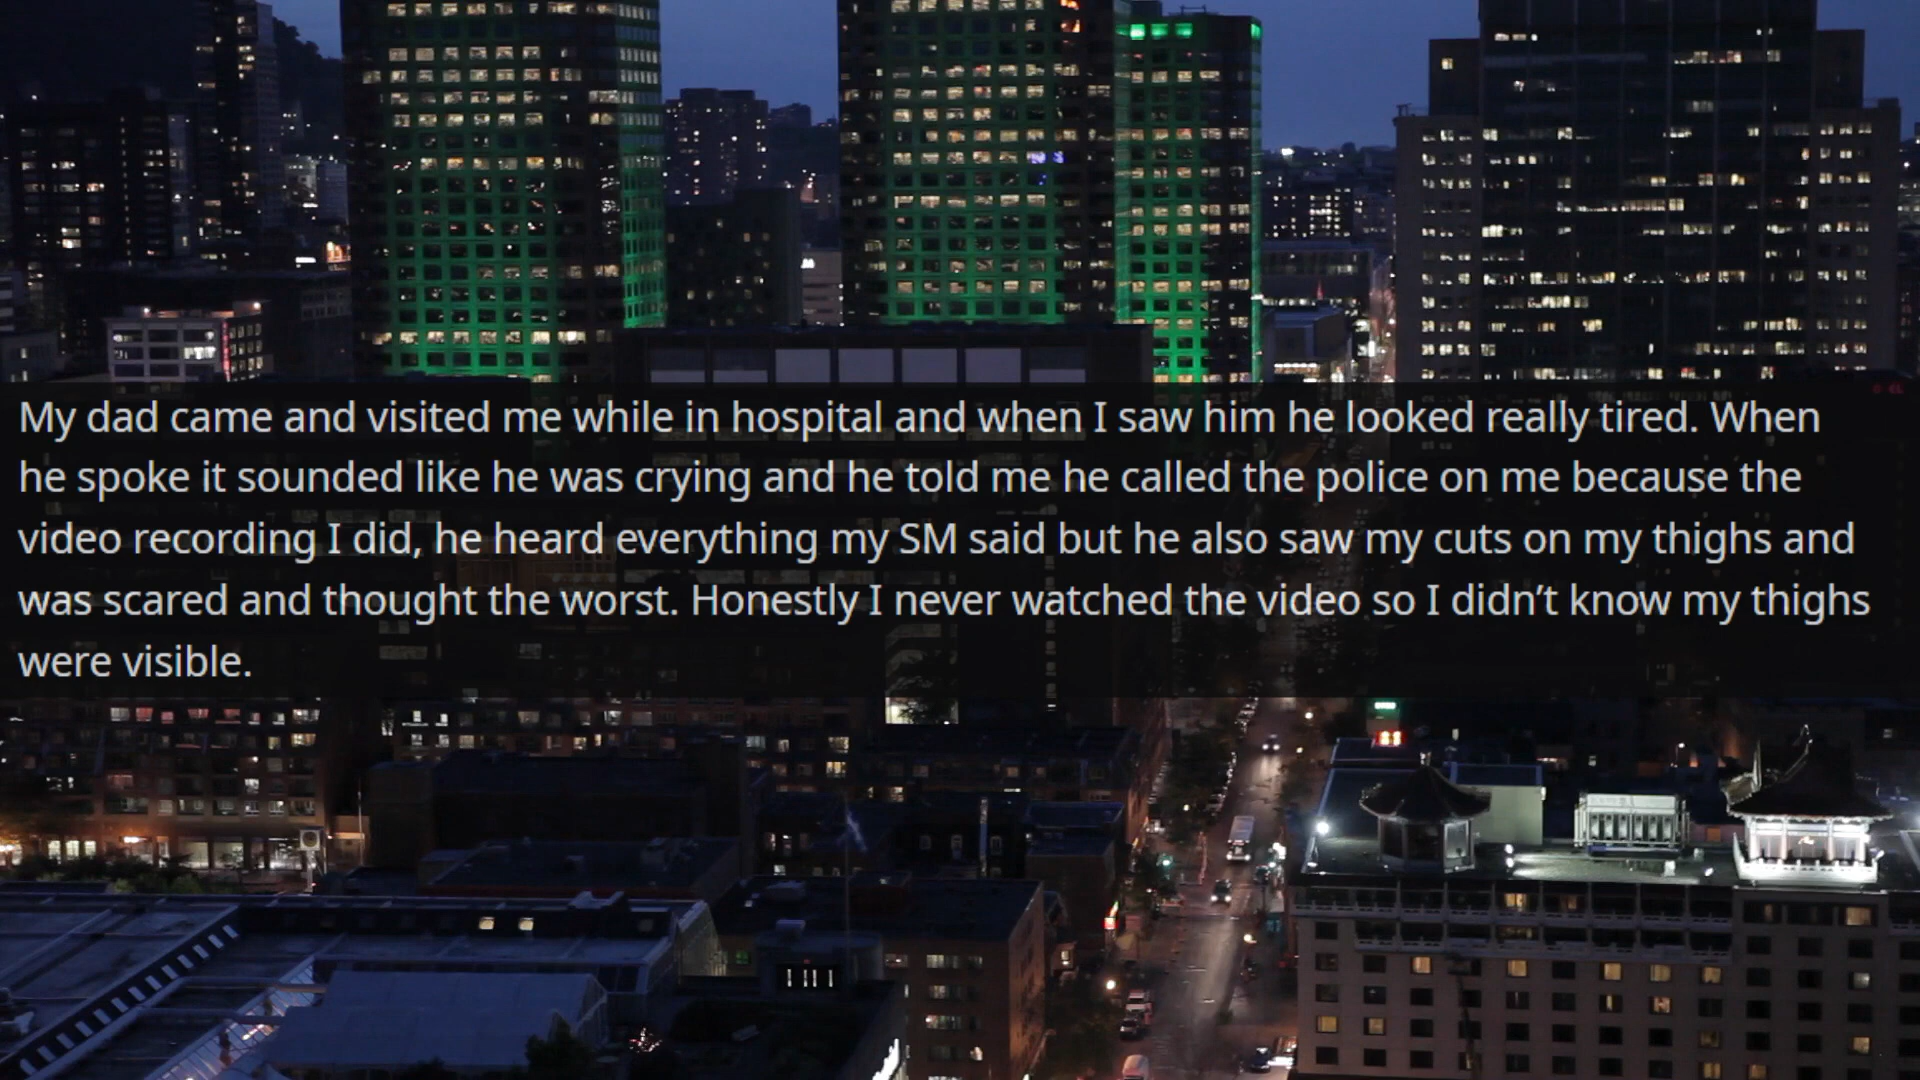 My dad came and visited me while in hospital and when I saw him he looked really tired. When
he spoke it sounded like he was crying and he told me he called the police on me because the
video recording I did, he heard everything my SM said but he also saw my cuts on my thighs and
was scared and thought the worst. Honestly I never watched the video so I didn’t know my thighs
were visible.